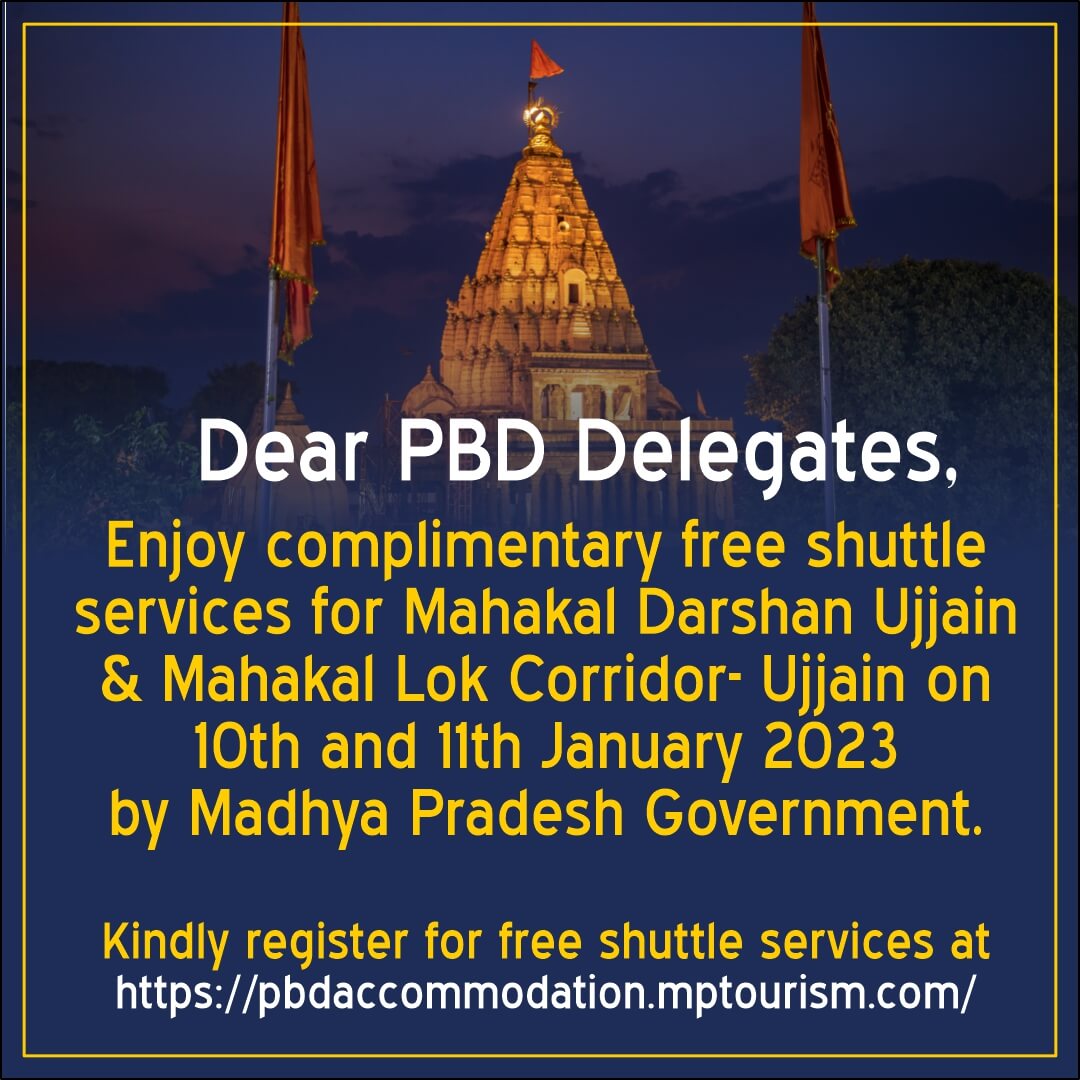 Dear PBD Delegates,
Enjoy complimentary free shuttle
services for Mahakal Darshan Ujjain
& Mahakal Lok Corridor- Ujjain on
10th and 11th January 2023
by Madhya Pradesh Government.
Kindly register for free shuttle services at
https://pbdaccommodation.mptourism.com/